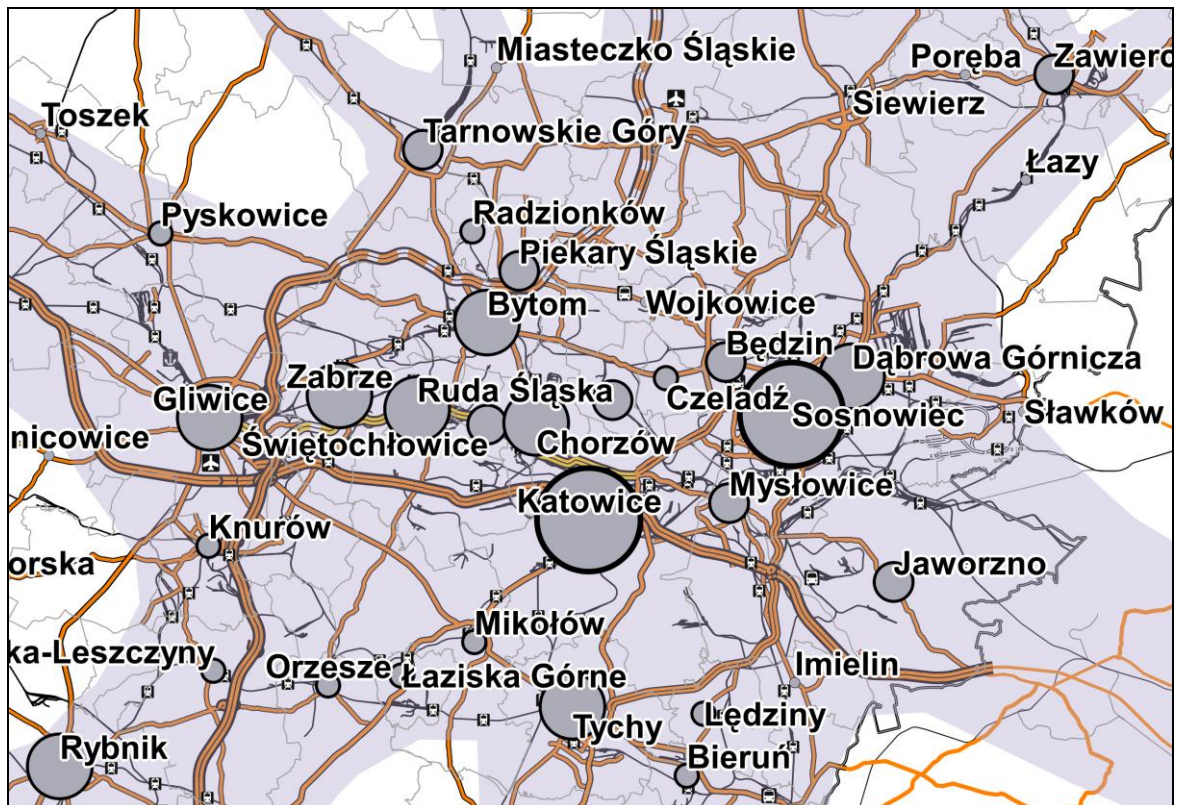 Miasteczko Śląskie
Poręba
Zawierc
Toszek
Siewierz
Tarnowskie Góry
Łazy
Pyskowice
Radzionków
Piekary Śląskie
Bytom
Wojkowice
Będzin
Dąbrowa Górnicza
Zabrze
Ruda Śląska
Gliwice
Czeladź
Sosnowiec
Sławków
nicowice
Świętochłowice
Chorzów
Katowice
Mysłowice
Knurów
orska
Jaworzno
Mikołów
ka-Leszczyny
Orzesze
Łaziska Górne
Imielin
Tychy
Lędziny
Rybnik
Bieruń